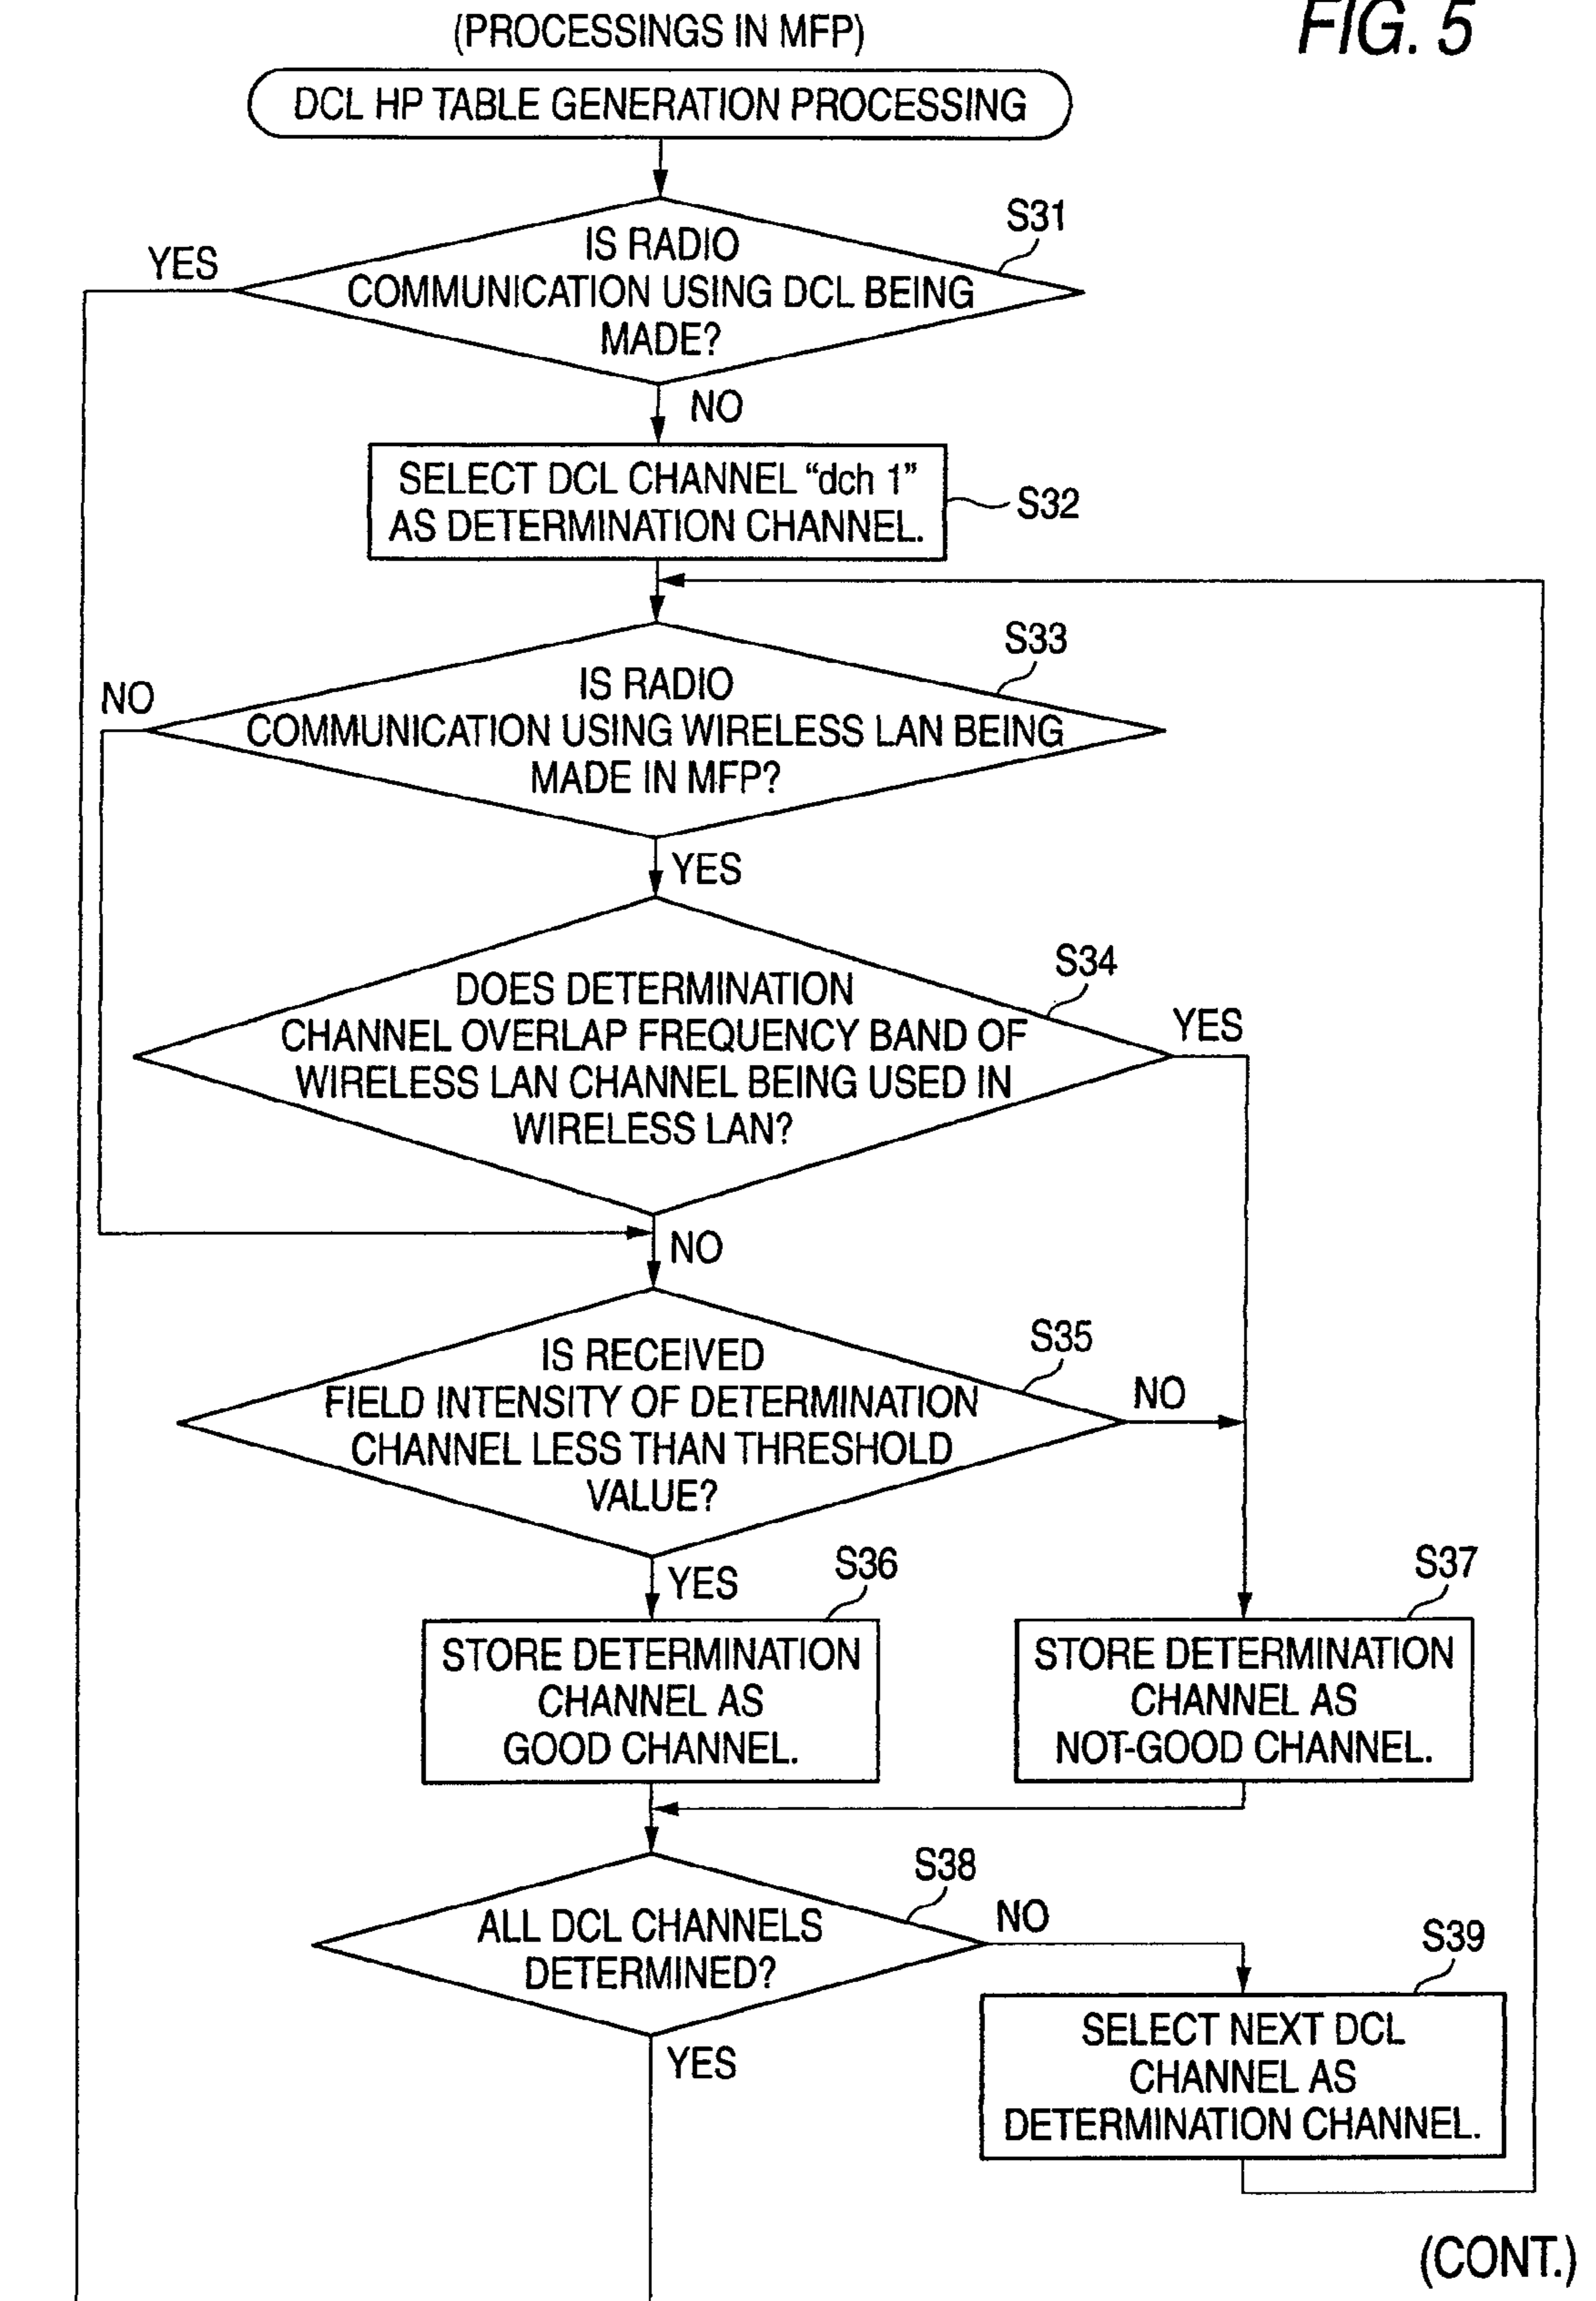 (PROCESSINGS IN MFP)
FIG. 5
DCL HP TABLE GENERATION PROCESSING
S31
YES
IS RADIO
COMMUNICATION USING DCL BEING
MADE?
NO
SELECT DCL CHANNEL “dch 1”
AS DETERMINATION CHANNEL.
S32
S33
NO
IS RADIO
COMMUNICATION USING WIRELESS LAN BEING
MADE IN MFP?
YES
S34
DOES DETERMINATION
CHANNEL OVERLAP FREQUENCY BAND OF
WIRELESS LAN CHANNEL BEING USED IN
WIRELESS LAN?
YES
NO
S35
IS RECEIVED
FIELD INTENSITY OF DETERMINATION
CHANNEL LESS THAN THRESHOLD
VALUE?
NO
YES
S36
STORE DETERMINATION
CHANNEL AS
GOOD CHANNEL.
S37
STORE DETERMINATION
CHANNEL AS
NOT-GOOD CHANNEL.
S38
ALL DCL CHANNELS
DETERMINED?
NO
YES
S39
SELECT NEXT DCL
CHANNEL AS
DETERMINATION CHANNEL.
(CONT.)